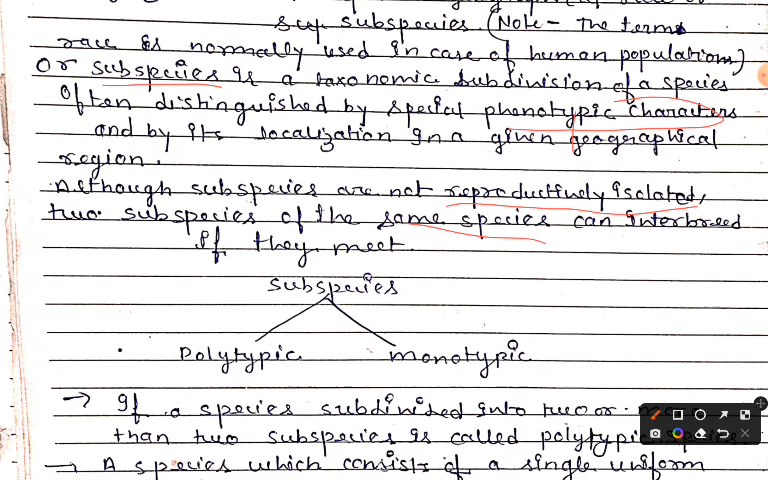 subspecies (Note - The terms
race is normally used in case of human population)
Or subspecies is a taxonomic subdivision of a species
Often distinguished by special phenotypic characters
and by its localization in a given geographical
region.
Although subspecies are not reproductively isolated,
two subspecies of the same species can interbreed
if they meet.
Subspecies
Polytypic monotypic
→ If a species subdivided into two or
than two subspecies is called polytypic
→ A species which consists of a single uniform